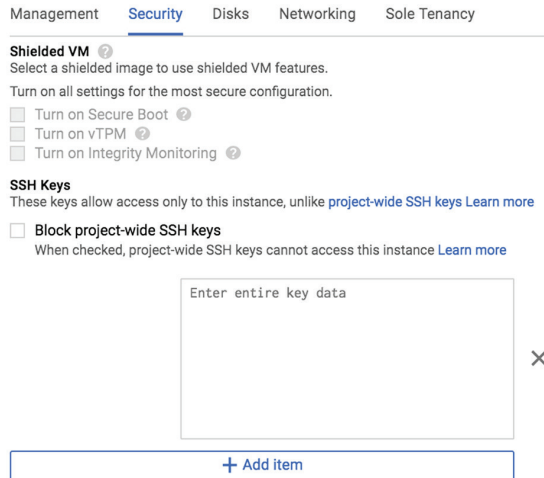 Management Security Disks Networking Sole Tenancy
Shielded VM
Select a shielded image to use shielded VM features.
Turn on all settings for the most secure configuration.
Turn on Secure Boot
Turn on vTPM
Turn on Integrity Monitoring
SSH Keys
These keys allow access only to this instance, unlike project-wide SSH keys Learn more
Block project-wide SSH keys
When checked, project-wide SSH keys cannot access this instance Learn more
Enter entire key data
+ Add item